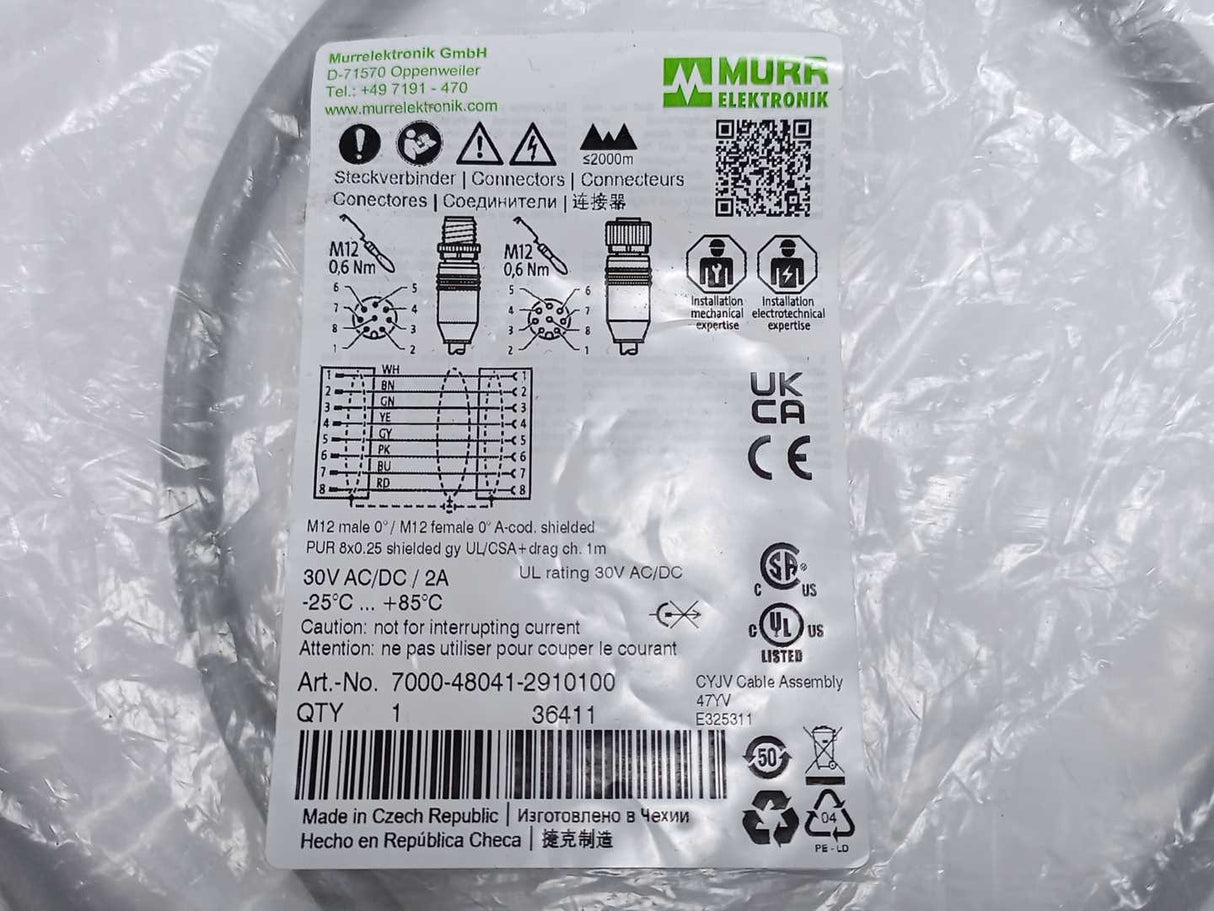 Murrelektronik GmbH
D-71570 Oppenweiler
Tel.: +49 7191 - 470
www.murrelektronik.com
MURR
ELEKTRONIK
≤2000m
Steckverbinder | Connectors | Connecteurs
Conectores | Соединители | 连接器
M12
0,6 Nm
M12
0,6 Nm
6 5
7 4
8 3
1 2
5 6
4 7
3 8
2 1
Installation
mechanical
expertise
Installation
electrotechnical
expertise
1 WH 1
2 BN 2
3 GN 3
4 YE 4
5 GY 5
6 PK 6
7 BU 7
8 RD 8
UK
CA
CE
M12 male 0° / M12 female 0° A-cod. shielded
PUR 8x0.25 shielded gy UL/CSA+drag ch. 1m
30V AC/DC / 2A
UL rating 30V AC/DC
-25°C ... +85°C
Caution: not for interrupting current
Attention: ne pas utiliser pour couper le courant
C SA ® US
C UL US
LISTED
Art.-No. 7000-48041-2910100
QTY 1 36411
CYJV Cable Assembly
47YV
E325311
50
04
PE-LD
Made in Czech Republic | Изготовлено в Чехии
Hecho en República Checa | 捷克制造